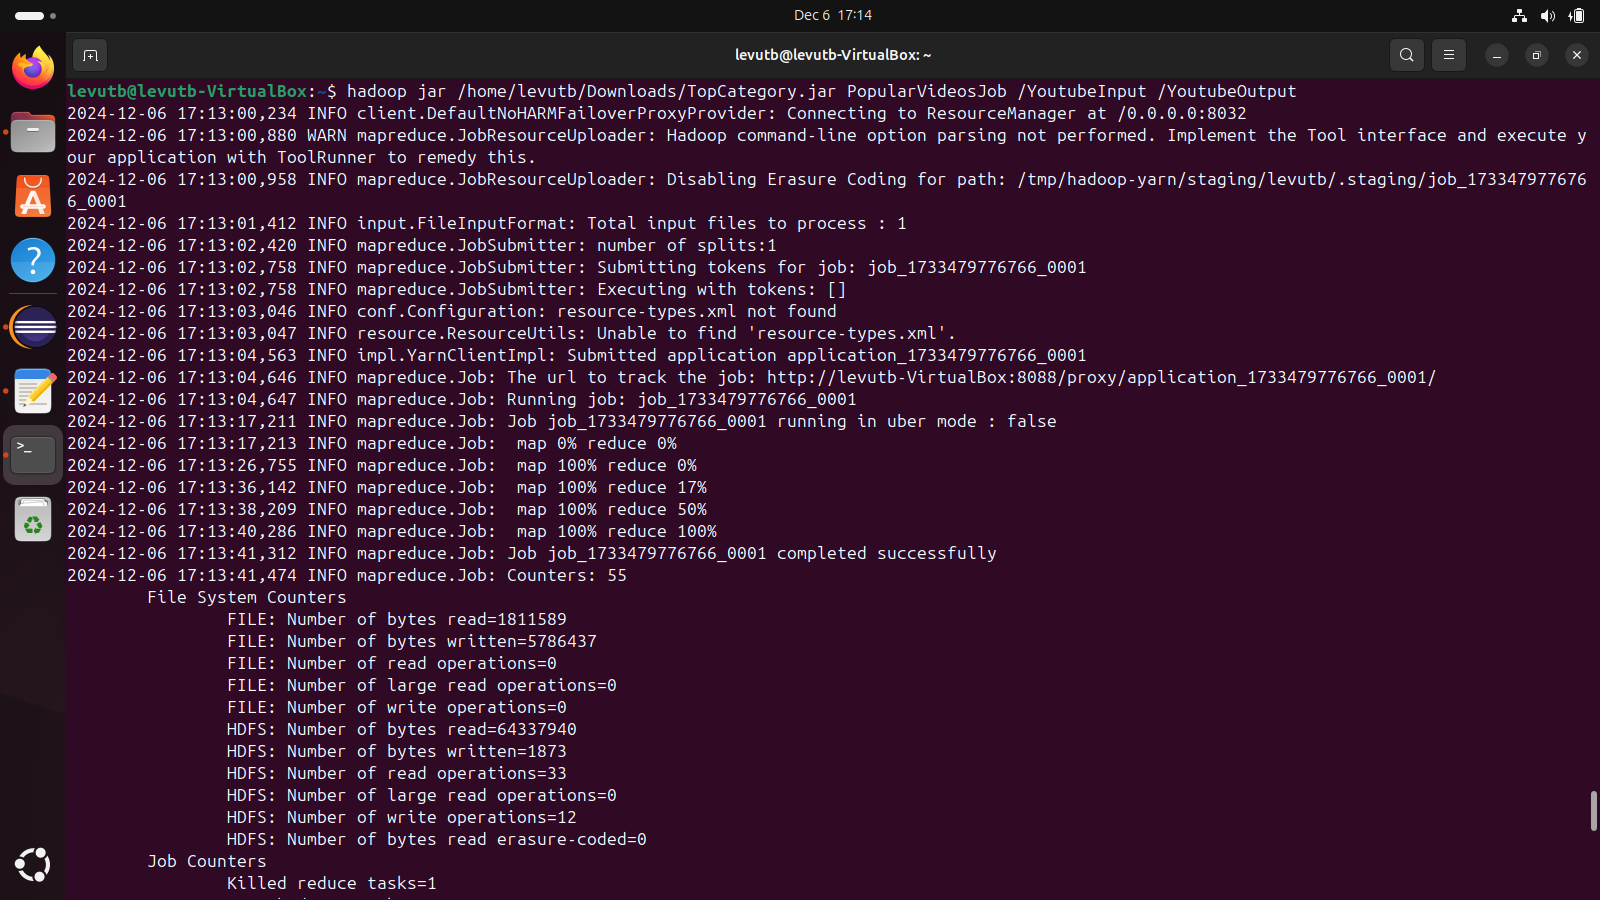 Dec 6 17:14
levutb@levutb-VirtualBox: ~
levutb@levutb-VirtualBox:~$ hadoop jar /home/levutb/Downloads/TopCategory.jar PopularVideosJob /YoutubeInput /YoutubeOutput
2024-12-06 17:13:00,234 INFO client.DefaultNoHARMFailoverProxyProvider: Connecting to ResourceManager at /0.0.0.0:8032
2024-12-06 17:13:00,880 WARN mapreduce.JobResourceUploader: Hadoop command-line option parsing not performed. Implement the Tool interface and execute y
our application with ToolRunner to remedy this.
2024-12-06 17:13:00,958 INFO mapreduce.JobResourceUploader: Disabling Erasure Coding for path: /tmp/hadoop-yarn/staging/levutb/.staging/job_173347977676
6_0001
2024-12-06 17:13:01,412 INFO input.FileInputFormat: Total input files to process : 1
2024-12-06 17:13:02,420 INFO mapreduce.JobSubmitter: number of splits:1
2024-12-06 17:13:02,758 INFO mapreduce.JobSubmitter: Submitting tokens for job: job_1733479776766_0001
2024-12-06 17:13:02,758 INFO mapreduce.JobSubmitter: Executing with tokens: []
2024-12-06 17:13:03,046 INFO conf.Configuration: resource-types.xml not found
2024-12-06 17:13:03,047 INFO resource.ResourceUtils: Unable to find 'resource-types.xml'.
2024-12-06 17:13:04,563 INFO impl.YarnClientImpl: Submitted application application_1733479776766_0001
2024-12-06 17:13:04,646 INFO mapreduce.Job: The url to track the job: http://levutb-VirtualBox:8088/proxy/application_1733479776766_0001/
2024-12-06 17:13:04,647 INFO mapreduce.Job: Running job: job_1733479776766_0001
2024-12-06 17:13:17,211 INFO mapreduce.Job: Job job_1733479776766_0001 running in uber mode : false
2024-12-06 17:13:17,213 INFO mapreduce.Job:  map 0% reduce 0%
2024-12-06 17:13:26,755 INFO mapreduce.Job:  map 100% reduce 0%
2024-12-06 17:13:36,142 INFO mapreduce.Job:  map 100% reduce 17%
2024-12-06 17:13:38,209 INFO mapreduce.Job:  map 100% reduce 50%
2024-12-06 17:13:40,286 INFO mapreduce.Job:  map 100% reduce 100%
2024-12-06 17:13:41,312 INFO mapreduce.Job: Job job_1733479776766_0001 completed successfully
2024-12-06 17:13:41,474 INFO mapreduce.Job: Counters: 55
File System Counters
FILE: Number of bytes read=1811589
FILE: Number of bytes written=5786437
FILE: Number of read operations=0
FILE: Number of large read operations=0
FILE: Number of write operations=0
HDFS: Number of bytes read=64337940
HDFS: Number of bytes written=1873
HDFS: Number of read operations=33
HDFS: Number of large read operations=0
HDFS: Number of write operations=12
HDFS: Number of bytes read erasure-coded=0
Job Counters
Killed reduce tasks=1